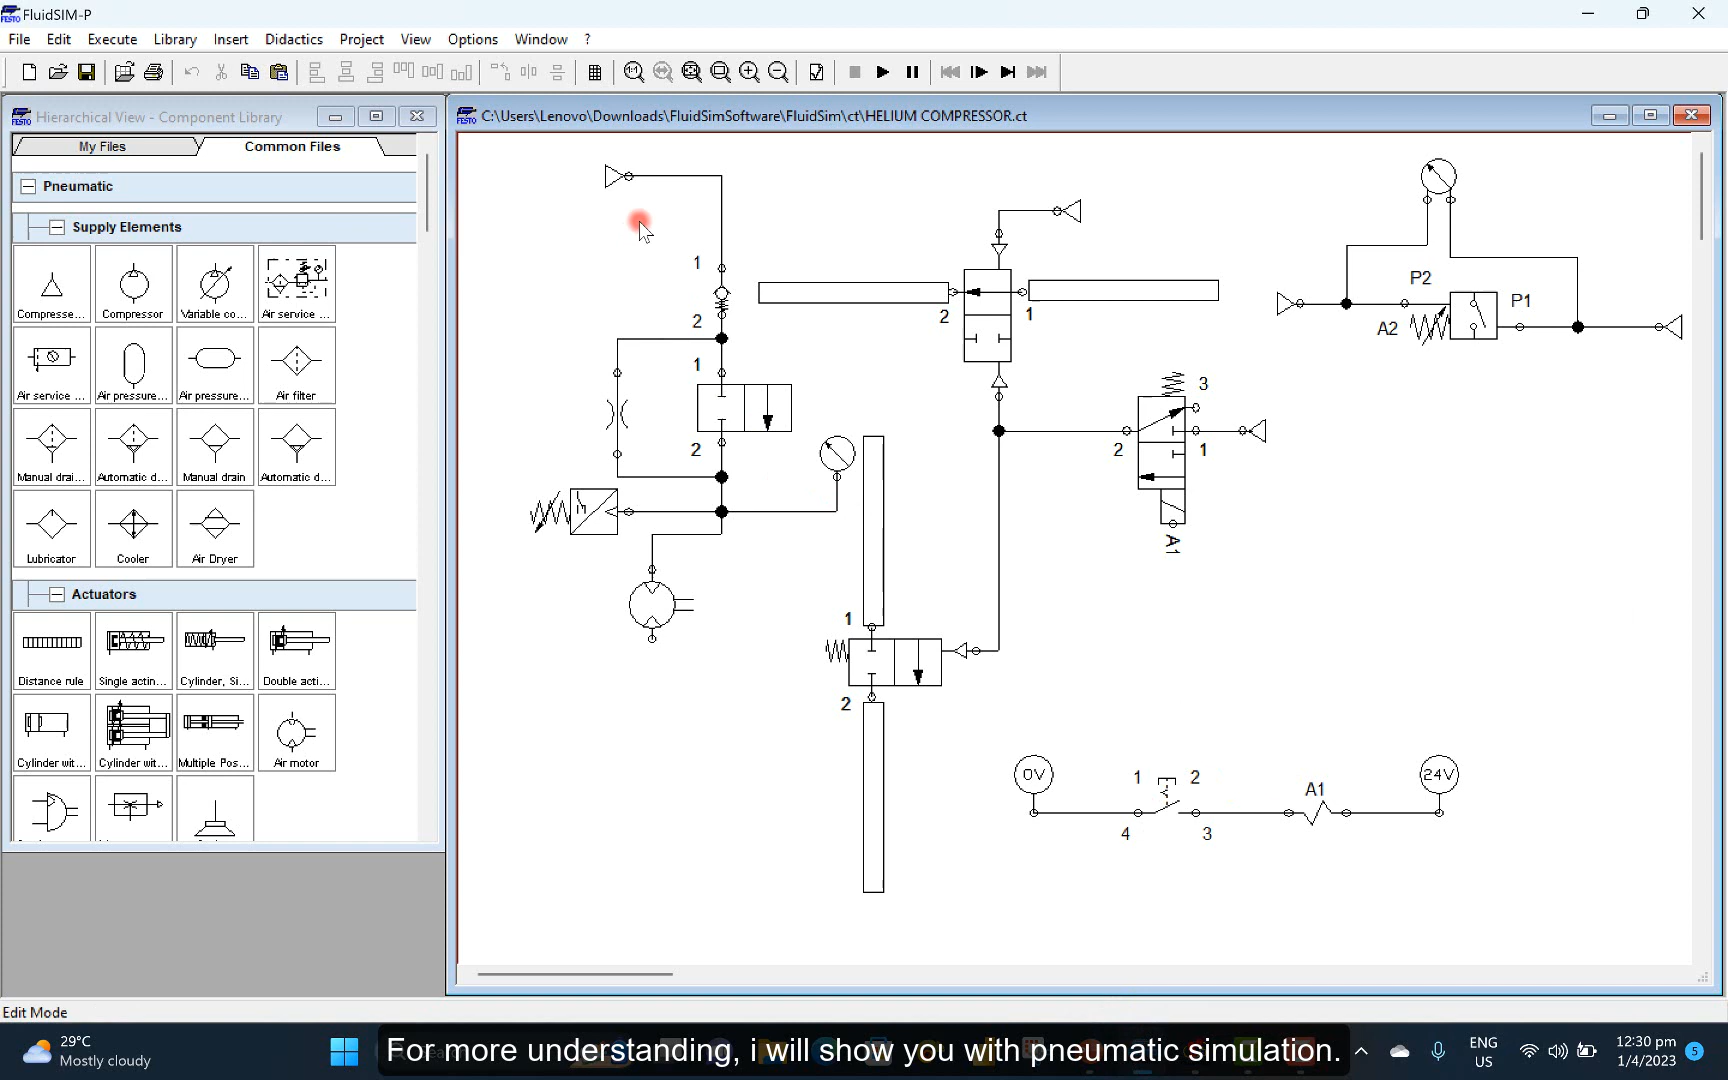 FESTO FluidSIM-P
File Edit Execute Library Insert Didactics Project View Options Window ?
1:1
FESTO Hierarchical View - Component Library
My Files Common Files
Pneumatic
Supply Elements
Compresse... Compressor Variable co... Air service ...
Air service ... Air pressure... Air pressure... Air filter
Manual drai... Automatic d... Manual drain Automatic d...
Lubricator Cooler Air Dryer
Actuators
Distance rule Single actin... Cylinder, Si... Double acti...
Cylinder wit... Cylinder wit... Multiple Pos... Air motor
FESTO C:\Users\Lenovo\Downloads\FluidSimSoftware\FluidSim\ct\HELIUM COMPRESSOR.ct
1
2
1
2
2 1
P2
P1
A2
3
2 1
A1
1
2
0V 1 2 A1 24V
4 3
Edit Mode
29°C
Mostly cloudy
For more understanding, i will show you with pneumatic simulation.
ENG
US
12:30 pm
1/4/2023
5